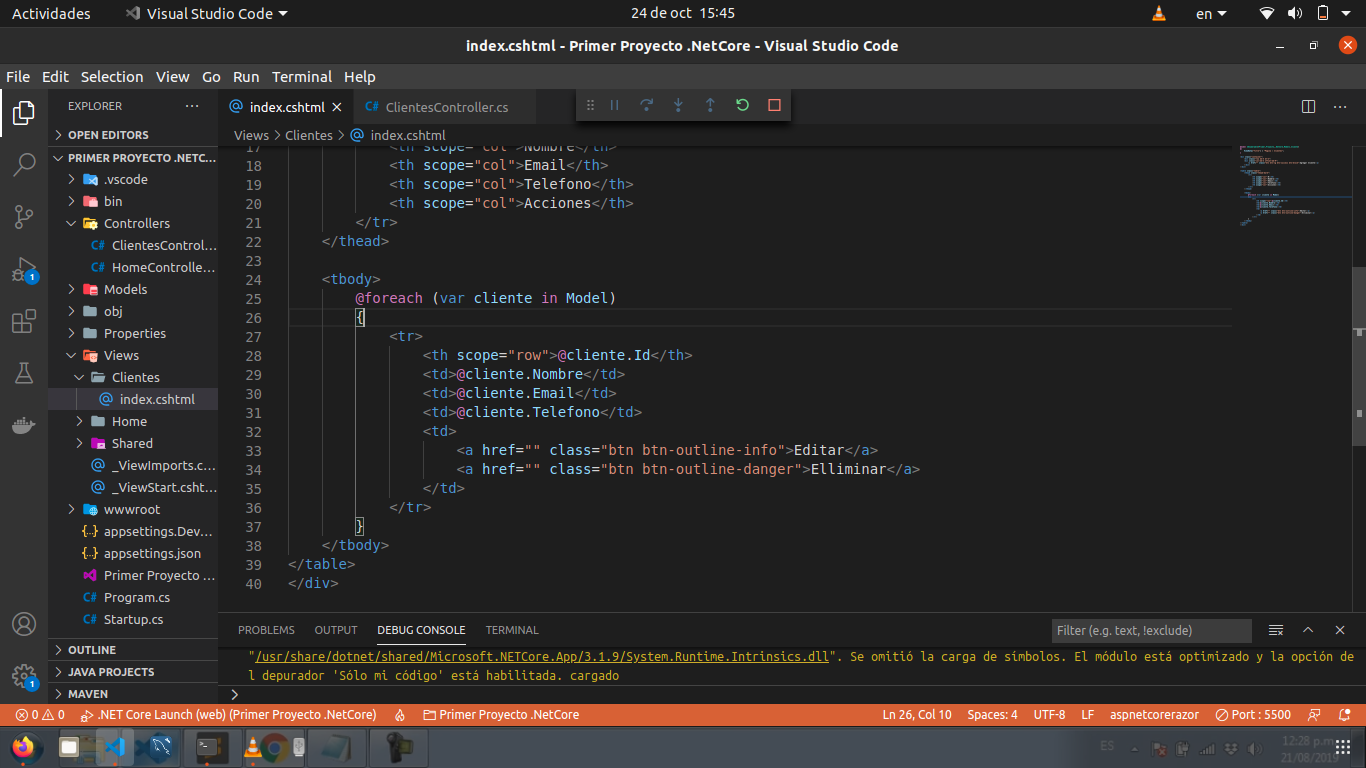 Actividades Visual Studio Code 24 de oct 15:45 en
index.cshtml - Primer Proyecto .NetCore - Visual Studio Code
File Edit Selection View Go Run Terminal Help
EXPLORER
OPEN EDITORS
PRIMER PROYECTO .NETC...
.vscode
bin
Controllers
C# ClientesControl...
C# HomeControlle...
Models
obj
Properties
Views
Clientes
index.cshtml
Home
Shared
_ViewImports.c...
_ViewStart.csht...
wwwroot
{..} appsettings.Dev...
{..} appsettings.json
Primer Proyecto ...
C# Program.cs
C# Startup.cs
OUTLINE
JAVA PROJECTS
MAVEN
index.cshtml C# ClientesController.cs
Views > Clientes > index.cshtml
17 <th scope="col">Nombre</th>
18 <th scope="col">Email</th>
19 <th scope="col">Telefono</th>
20 <th scope="col">Acciones</th>
21 </tr>
22 </thead>
23
24 <tbody>
25 @foreach (var cliente in Model)
26 {
27 <tr>
28 <th scope="row">@cliente.Id</th>
29 <td>@cliente.Nombre</td>
30 <td>@cliente.Email</td>
31 <td>@cliente.Telefono</td>
32 <td>
33 <a href="" class="btn btn-outline-info">Editar</a>
34 <a href="" class="btn btn-outline-danger">Elliminar</a>
35 </td>
36 </tr>
37 }
38 </tbody>
39 </table>
40 </div>
PROBLEMS OUTPUT DEBUG CONSOLE TERMINAL Filter (e.g. text, !exclude)
"/usr/share/dotnet/shared/Microsoft.NETCore.App/3.1.9/System.Runtime.Intrinsics.dll". Se omitió la carga de símbolos. El módulo está optimizado y la opción de
l depurador 'Sólo mi código' está habilitada. cargado
>
1
1
0 0 .NET Core Launch (web) (Primer Proyecto .NetCore) Primer Proyecto .NetCore Ln 26, Col 10 Spaces: 4 UTF-8 LF aspnetcorerazor Port : 5500
ES 12:28 p.m.
21/08/2019